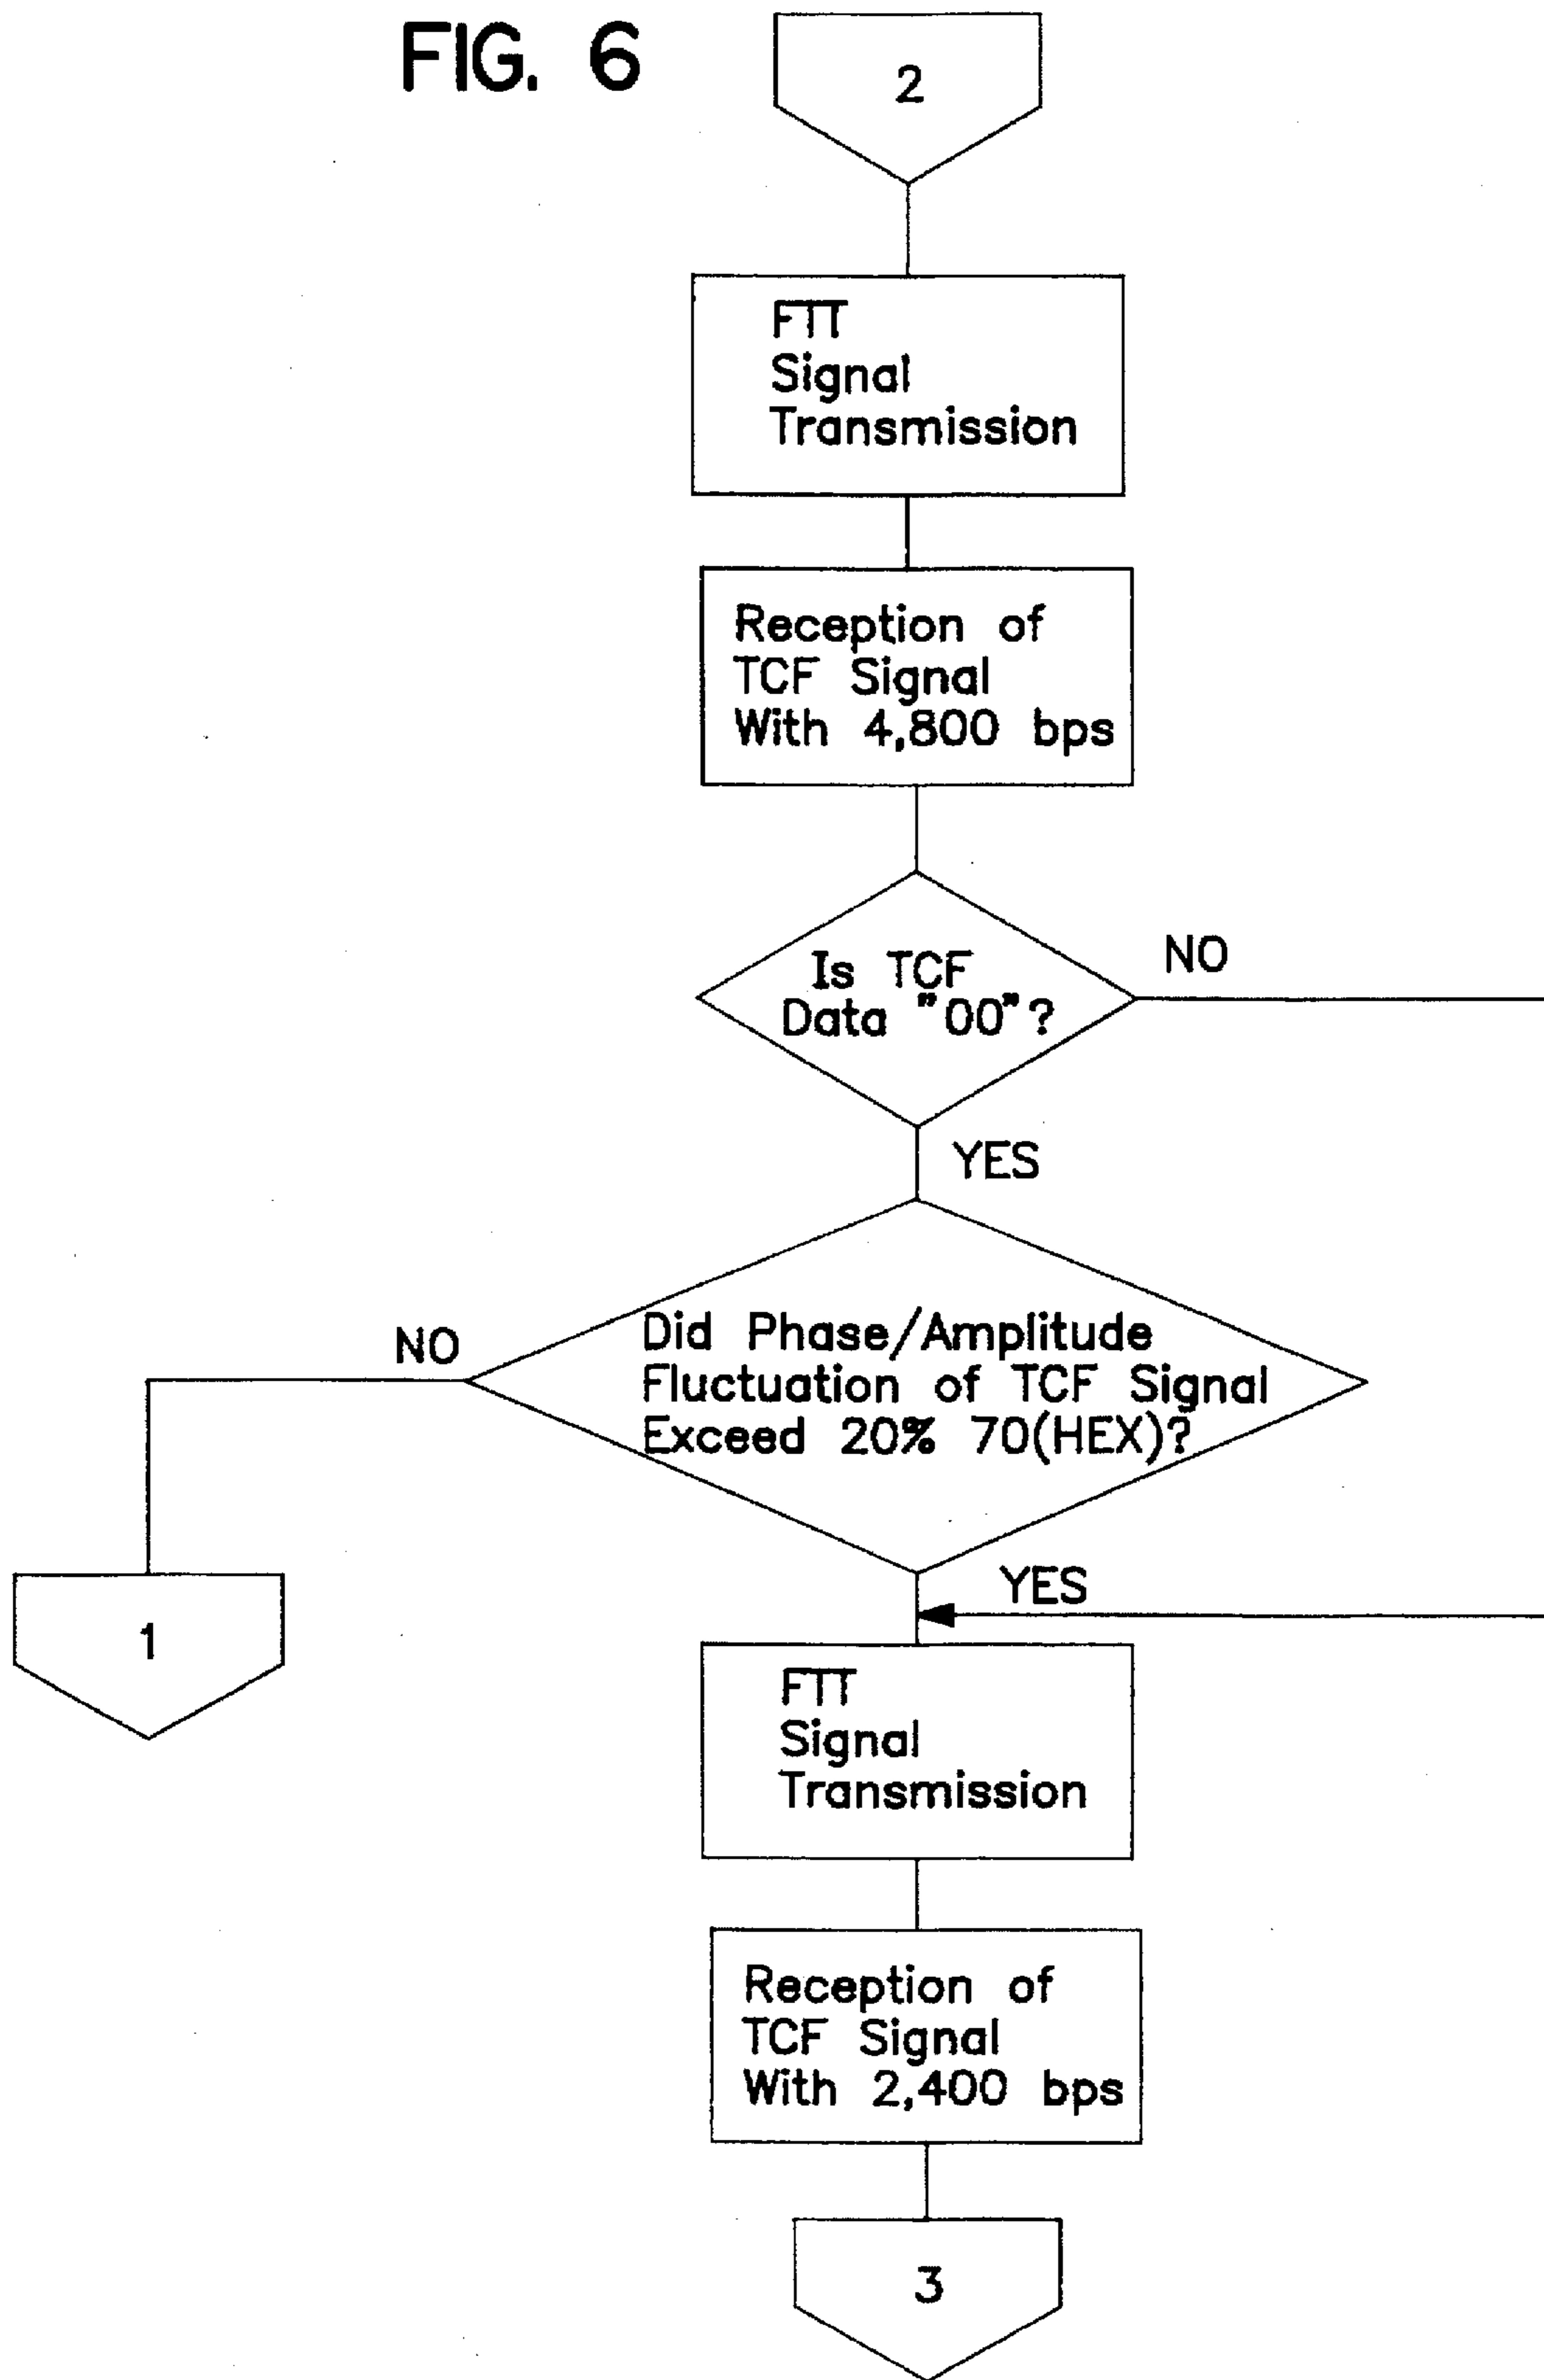 FIG. 6
2
FTT
Signal
Transmission
Reception of
TCF Signal
With 4,800 bps
Is TCF
Data "00"?
NO
YES
Did Phase/Amplitude
Fluctuation of TCF Signal
Exceed 20% 70(HEX)?
NO
YES
1
FTT
Signal
Transmission
Reception of
TCF Signal
With 2,400 bps
3